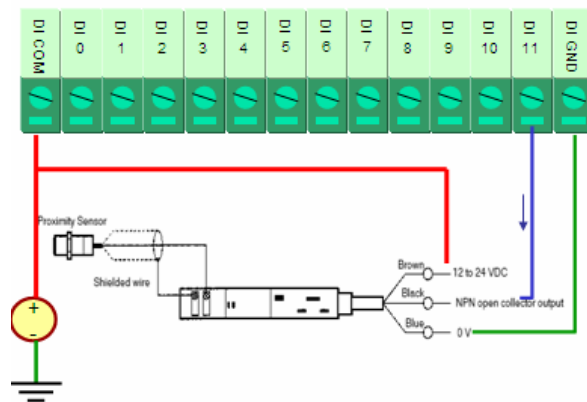 DI COM
DI 0
DI 1
DI 2
DI 3
DI 4
DI 5
DI 6
DI 7
DI 8
DI 9
DI 10
DI 11
DI GND
Proximity Sensor
Shielded wire
Brown
12 to 24 VDC
Black
NPN open collector output
Blue
0 V
+
-